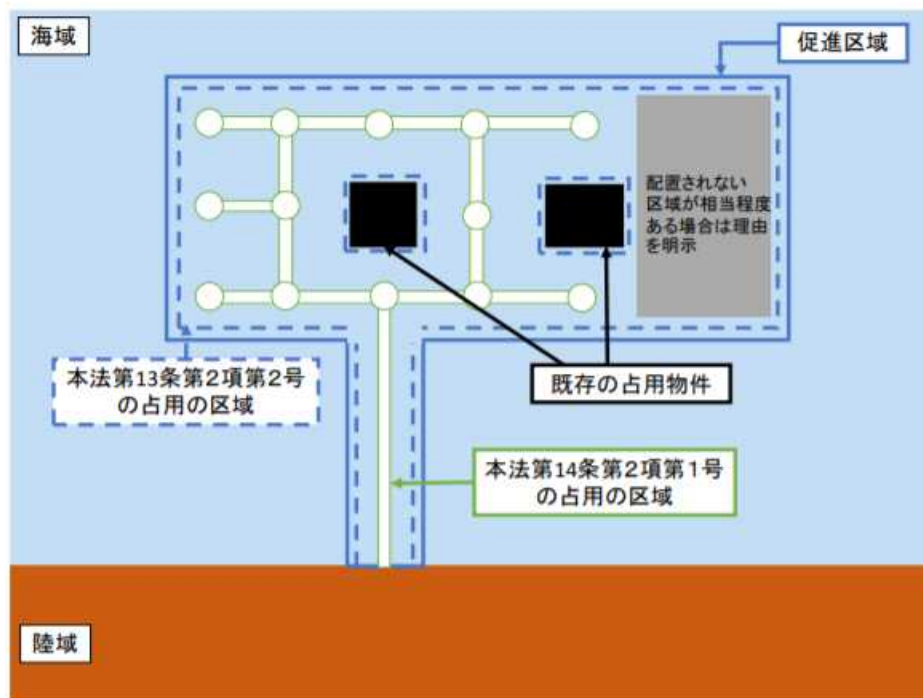 海域
促進区域
配置されない
区域が相当程度
ある場合は理由
を明示
本法第13条第2項第2号
の占用の区域
既存の占用物件
本法第14条第2項第1号
の占用の区域
陸域